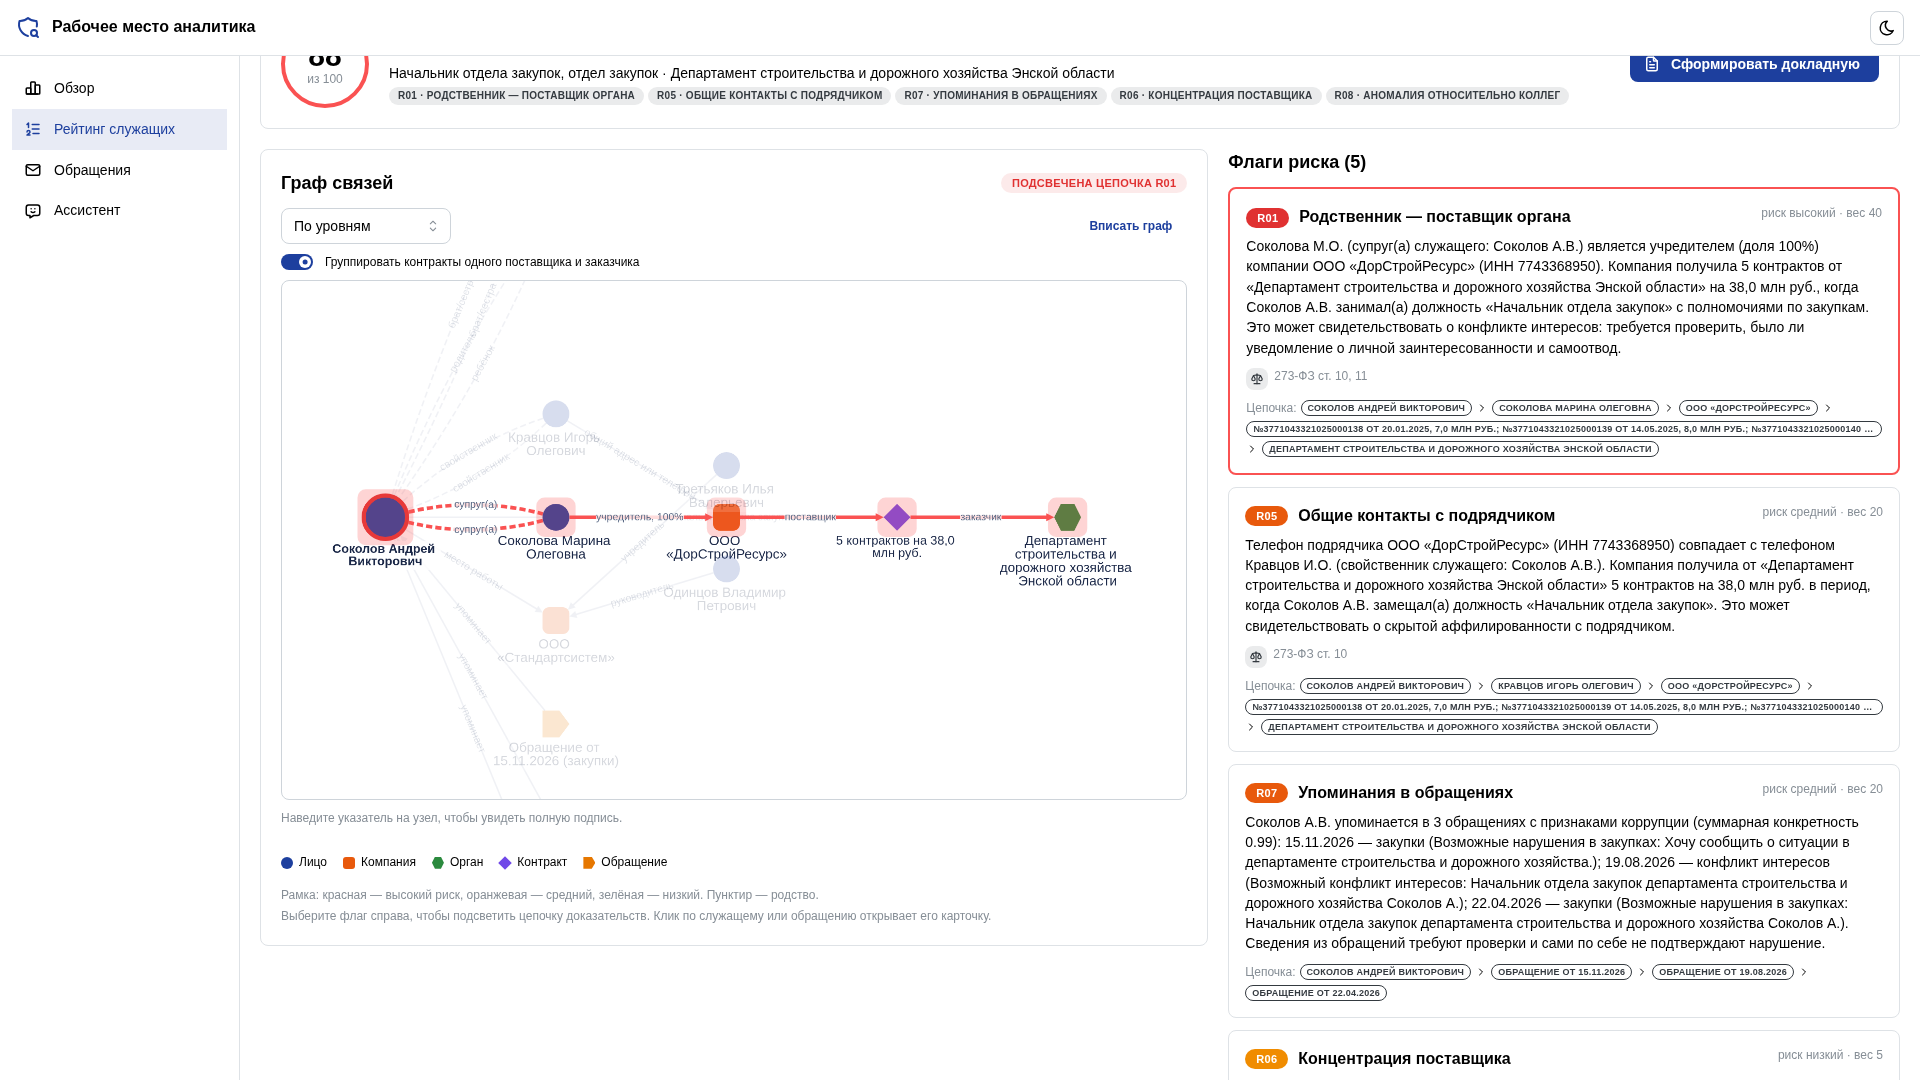 Рабочее место аналитика
Обзор
Рейтинг служащих
Обращения
Ассистент
88
из 100
Начальник отдела закупок, отдел закупок · Департамент строительства и дорожного хозяйства Энской области
R01 · РОДСТВЕННИК — ПОСТАВЩИК ОРГАНА
R05 · ОБЩИЕ КОНТАКТЫ С ПОДРЯДЧИКОМ
R07 · УПОМИНАНИЯ В ОБРАЩЕНИЯХ
R06 · КОНЦЕНТРАЦИЯ ПОСТАВЩИКА
R08 · АНОМАЛИЯ ОТНОСИТЕЛЬНО КОЛЛЕГ
Сформировать докладную
Граф связей
ПОДСВЕЧЕНА ЦЕПОЧКА R01
По уровням
Вписать граф
Группировать контракты одного поставщика и заказчика
ребёнок
Кравцов Игорь
Олегович
свойственник
свойственник
Третьяков Илья
Валерьевич
супруг(а)
супруг(а)
учредитель, 100%
поставщик
заказчик
Соколов Андрей
Викторович
Соколова Марина
Олеговна
ООО
«ДорСтройРесурс»
5 контрактов на 38,0
млн руб.
Департамент
строительства и
дорожного хозяйства
Энской области
место работы
учредитель
руководитель
Одинцов Владимир
Петрович
ООО
«Стандартсистем»
упоминает
упоминает
упоминает
Обращение от
15.11.2026 (закупки)
Наведите указатель на узел, чтобы увидеть полную подпись.
Лицо
Компания
Орган
Контракт
Обращение
Рамка: красная — высокий риск, оранжевая — средний, зелёная — низкий. Пунктир — родство.
Выберите флаг справа, чтобы подсветить цепочку доказательств. Клик по служащему или обращению открывает его карточку.
Флаги риска (5)
R01 Родственник — поставщик органа
риск высокий · вес 40
Соколова М.О. (супруг(а) служащего: Соколов А.В.) является учредителем (доля 100%)
компании ООО «ДорСтройРесурс» (ИНН 7743368950). Компания получила 5 контрактов от
«Департамент строительства и дорожного хозяйства Энской области» на 38,0 млн руб., когда
Соколов А.В. занимал(а) должность «Начальник отдела закупок» с полномочиями по закупкам.
Это может свидетельствовать о конфликте интересов: требуется проверить, было ли
уведомление о личной заинтересованности и самоотвод.
273-ФЗ ст. 10, 11
Цепочка: СОКОЛОВ АНДРЕЙ ВИКТОРОВИЧ > СОКОЛОВА МАРИНА ОЛЕГОВНА > ООО «ДОРСТРОЙРЕСУРС» >
№3771043321025000138 ОТ 20.01.2025, 7,0 МЛН РУБ.; №3771043321025000139 ОТ 14.05.2025, 8,0 МЛН РУБ.; №3771043321025000140 …
> ДЕПАРТАМЕНТ СТРОИТЕЛЬСТВА И ДОРОЖНОГО ХОЗЯЙСТВА ЭНСКОЙ ОБЛАСТИ
R05 Общие контакты с подрядчиком
риск средний · вес 20
Телефон подрядчика ООО «ДорСтройРесурс» (ИНН 7743368950) совпадает с телефоном
Кравцов И.О. (свойственник служащего: Соколов А.В.). Компания получила от «Департамент
строительства и дорожного хозяйства Энской области» 5 контрактов на 38,0 млн руб. в период,
когда Соколов А.В. замещал(а) должность «Начальник отдела закупок». Это может
свидетельствовать о скрытой аффилированности с подрядчиком.
273-ФЗ ст. 10
Цепочка: СОКОЛОВ АНДРЕЙ ВИКТОРОВИЧ > КРАВЦОВ ИГОРЬ ОЛЕГОВИЧ > ООО «ДОРСТРОЙРЕСУРС» >
№3771043321025000138 ОТ 20.01.2025, 7,0 МЛН РУБ.; №3771043321025000139 ОТ 14.05.2025, 8,0 МЛН РУБ.; №3771043321025000140 …
> ДЕПАРТАМЕНТ СТРОИТЕЛЬСТВА И ДОРОЖНОГО ХОЗЯЙСТВА ЭНСКОЙ ОБЛАСТИ
R07 Упоминания в обращениях
риск средний · вес 20
Соколов А.В. упоминается в 3 обращениях с признаками коррупции (суммарная конкретность
0.99): 15.11.2026 — закупки (Возможные нарушения в закупках: Хочу сообщить о ситуации в
департаменте строительства и дорожного хозяйства.); 19.08.2026 — конфликт интересов
(Возможный конфликт интересов: Начальник отдела закупок департамента строительства и
дорожного хозяйства Соколов А.); 22.04.2026 — закупки (Возможные нарушения в закупках:
Начальник отдела закупок департамента строительства и дорожного хозяйства Соколов А.).
Сведения из обращений требуют проверки и сами по себе не подтверждают нарушение.
Цепочка: СОКОЛОВ АНДРЕЙ ВИКТОРОВИЧ > ОБРАЩЕНИЕ ОТ 15.11.2026 > ОБРАЩЕНИЕ ОТ 19.08.2026 >
ОБРАЩЕНИЕ ОТ 22.04.2026
R06 Концентрация поставщика
риск низкий · вес 5